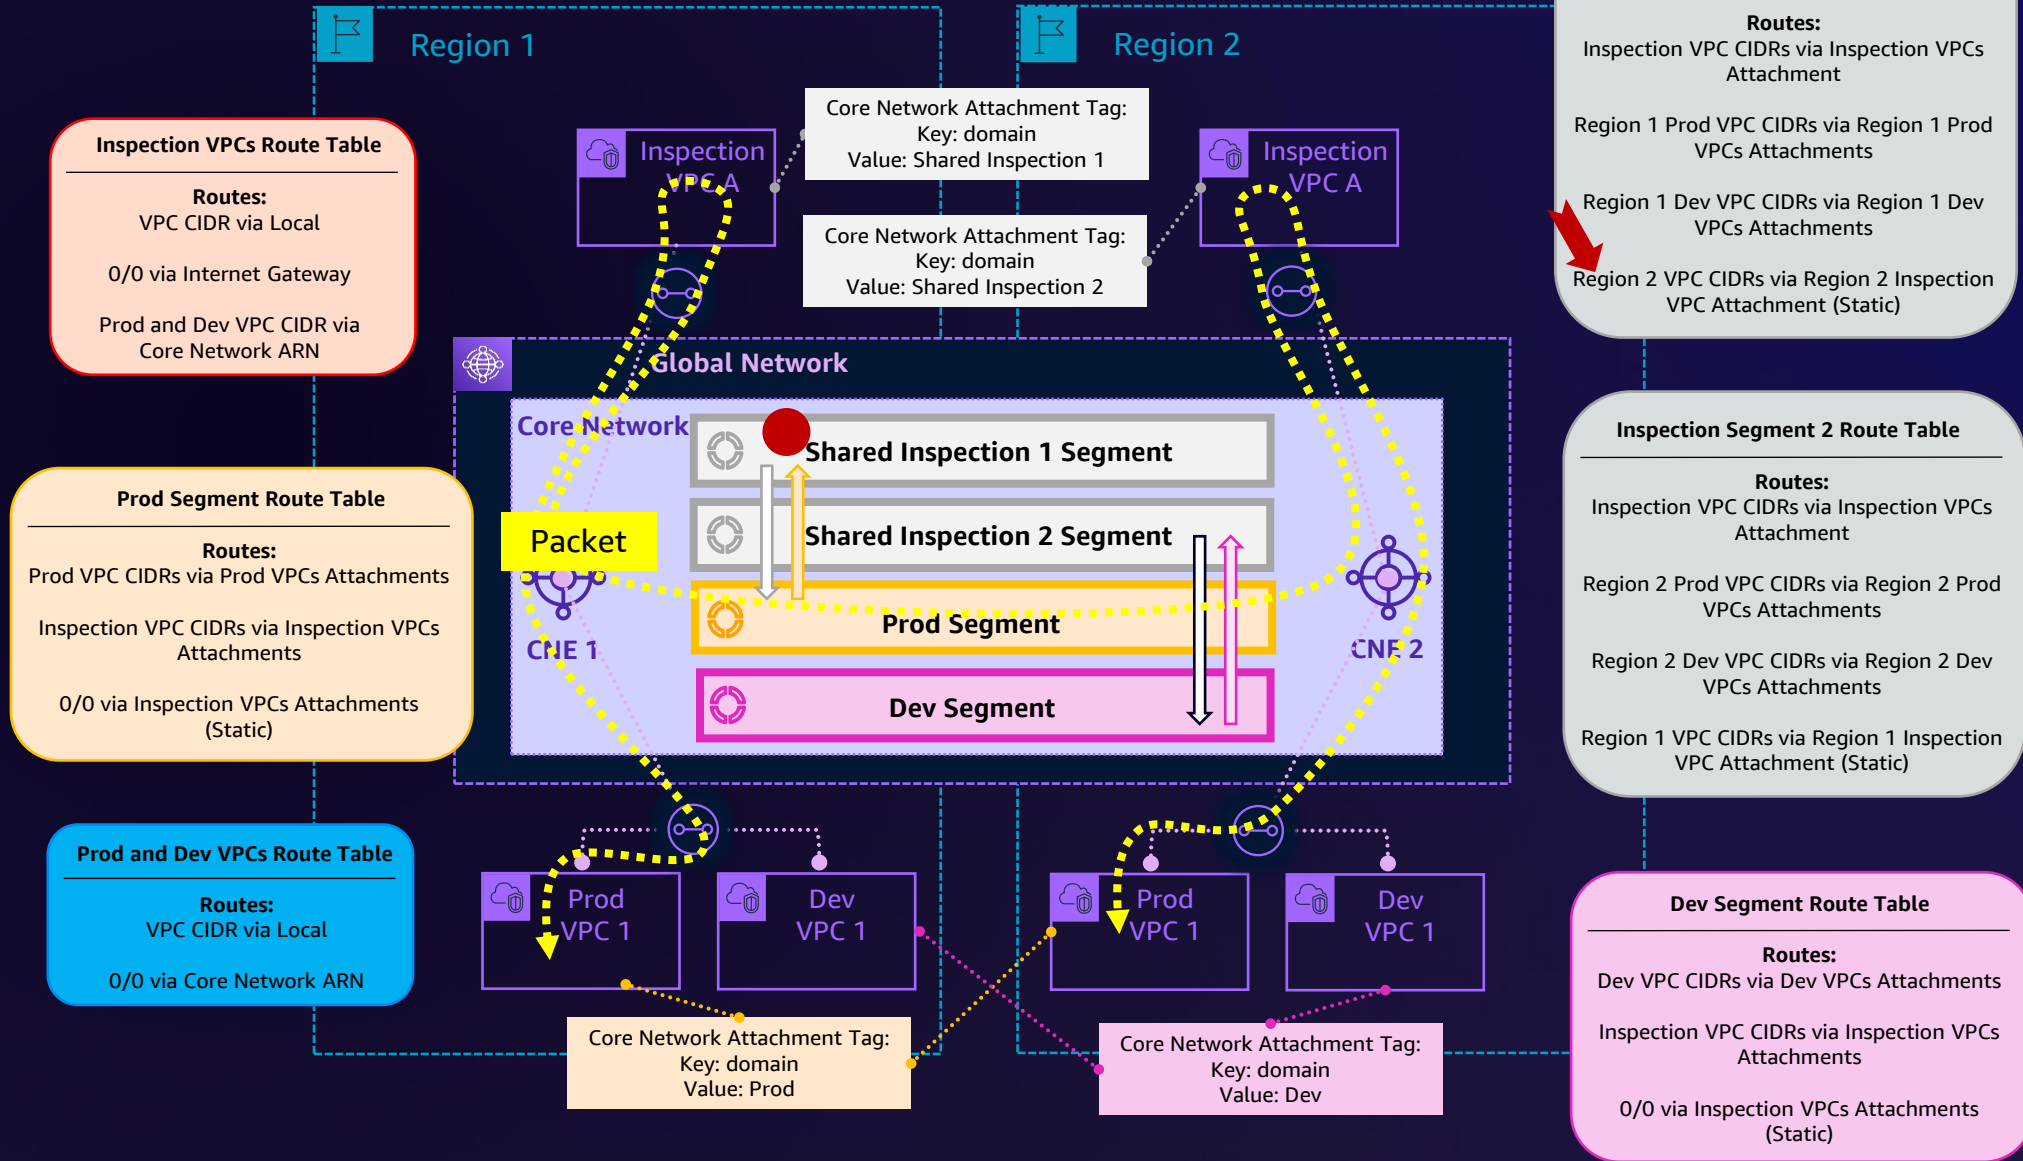 Region 1
Region 2
Routes:
Inspection VPC CIDRs via Inspection VPCs
Attachment
Region 1 Prod VPC CIDRs via Region 1 Prod
VPCs Attachments
Region 1 Dev VPC CIDRs via Region 1 Dev
VPCs Attachments
Region 2 VPC CIDRs via Region 2 Inspection
VPC Attachment (Static)
Core Network Attachment Tag:
Key: domain
Value: Shared Inspection 1
Inspection VPCs Route Table
Routes:
VPC CIDR via Local
0/0 via Internet Gateway
Prod and Dev VPC CIDR via
Core Network ARN
Inspection
VPC A
Inspection
VPC A
Core Network Attachment Tag:
Key: domain
Value: Shared Inspection 2
Global Network
Core Network
Shared Inspection 1 Segment
Shared Inspection 2 Segment
Packet
Prod Segment
CNE 1
CNE 2
Dev Segment
Inspection Segment 2 Route Table
Routes:
Inspection VPC CIDRs via Inspection VPCs
Attachment
Region 2 Prod VPC CIDRs via Region 2 Prod
VPCs Attachments
Region 2 Dev VPC CIDRs via Region 2 Dev
VPCs Attachments
Region 1 VPC CIDRs via Region 1 Inspection
VPC Attachment (Static)
Prod Segment Route Table
Routes:
Prod VPC CIDRs via Prod VPCs Attachments
Inspection VPC CIDRs via Inspection VPCs
Attachments
0/0 via Inspection VPCs Attachments
(Static)
Prod and Dev VPCs Route Table
Routes:
VPC CIDR via Local
0/0 via Core Network ARN
Prod
VPC 1
Dev
VPC 1
Prod
VPC 1
Dev
VPC 1
Dev Segment Route Table
Routes:
Dev VPC CIDRs via Dev VPCs Attachments
Inspection VPC CIDRs via Inspection VPCs
Attachments
0/0 via Inspection VPCs Attachments
(Static)
Core Network Attachment Tag:
Key: domain
Value: Prod
Core Network Attachment Tag:
Key: domain
Value: Dev